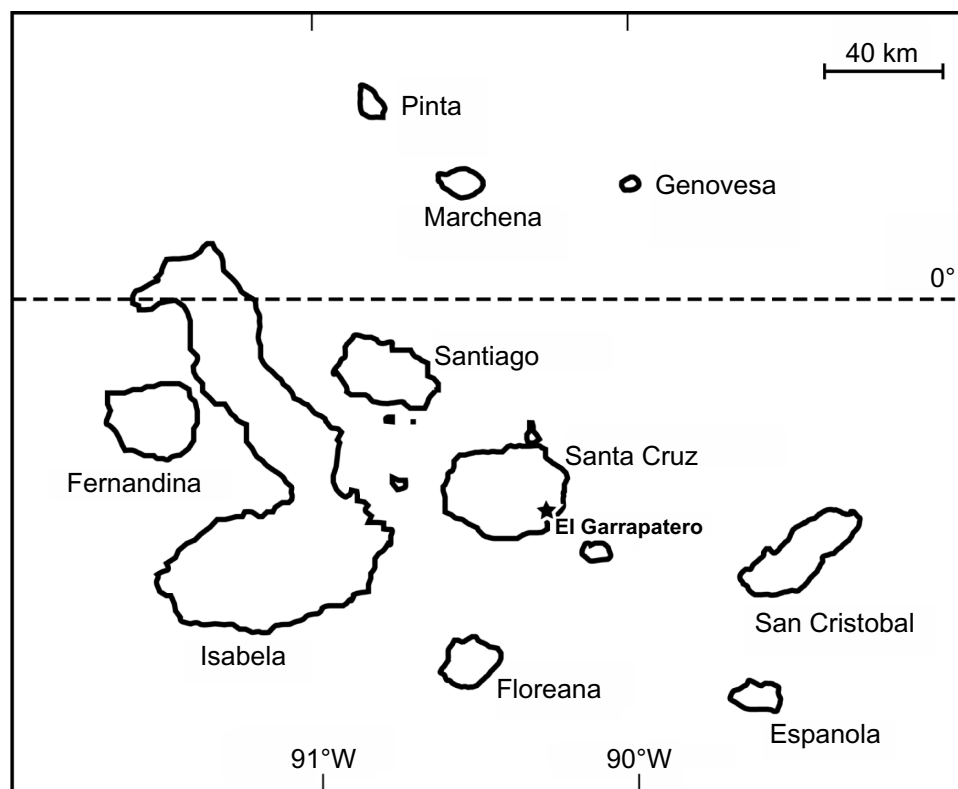 40 km
Pinta
Genovesa
Marchena
0°
Santiago
Santa Cruz
Fernandina
El Garrapatero
San Cristobal
Isabela
Floreana
Espanola
91°W
90°W